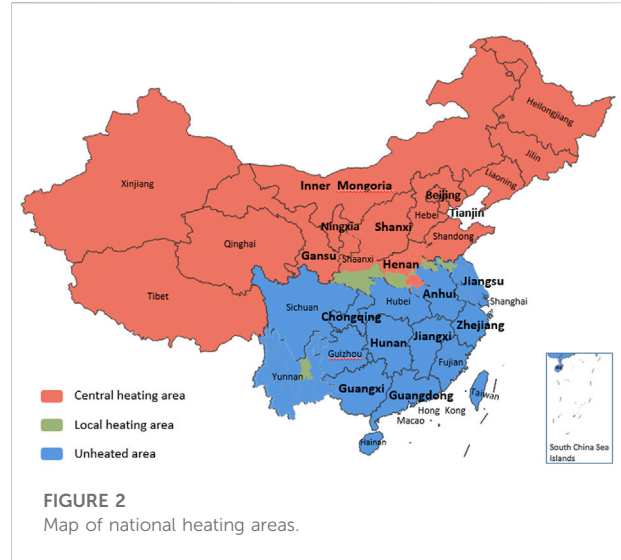 Heilongjiang
Jilin
Liaoning
Xinjiang
Inner Mongoria
Beijing
Hebei
Tianjin
Ningxia
Shanxi
Shandong
Qinghai
Gansu
Shaanxi
Henan
Tibet
Jiangsu
Anhui
Shanghai
Sichuan
Hubei
Chongqing
Zhejiang
Hunan
Jiangxi
Guizhou
Fujian
Yunnan
Guangxi
Guangdong
Taiwan
Hong Kong
Macao
Hainan
Central heating area
Local heating area
Unheated area
South China Sea
Islands
FIGURE 2
Map of national heating areas.